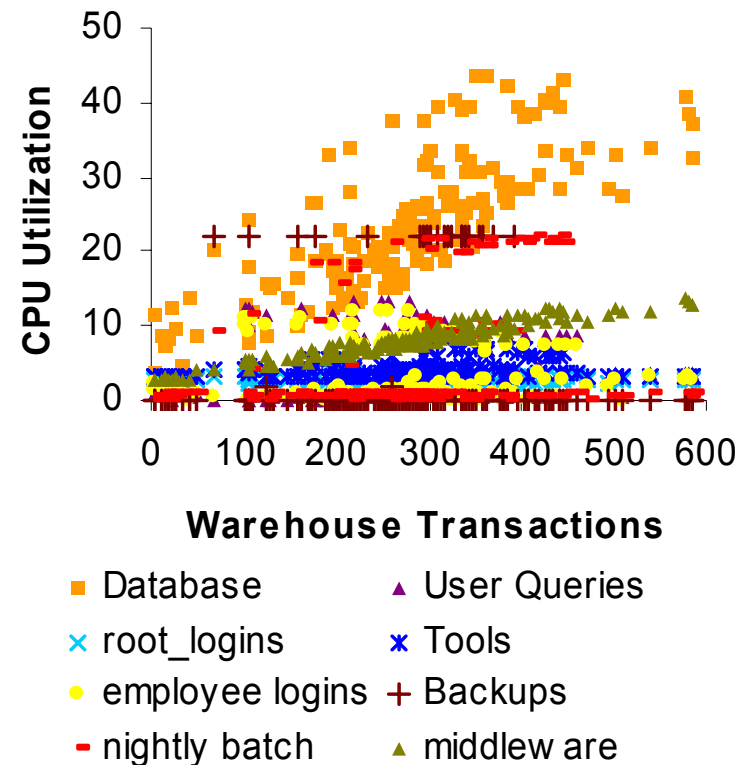 50
40
30
20
10
0
CPU Utilization
0 100 200 300 400 500 600
Warehouse Transactions
Database
User Queries
root_logins
Tools
employee logins
Backups
nightly batch
middlew are